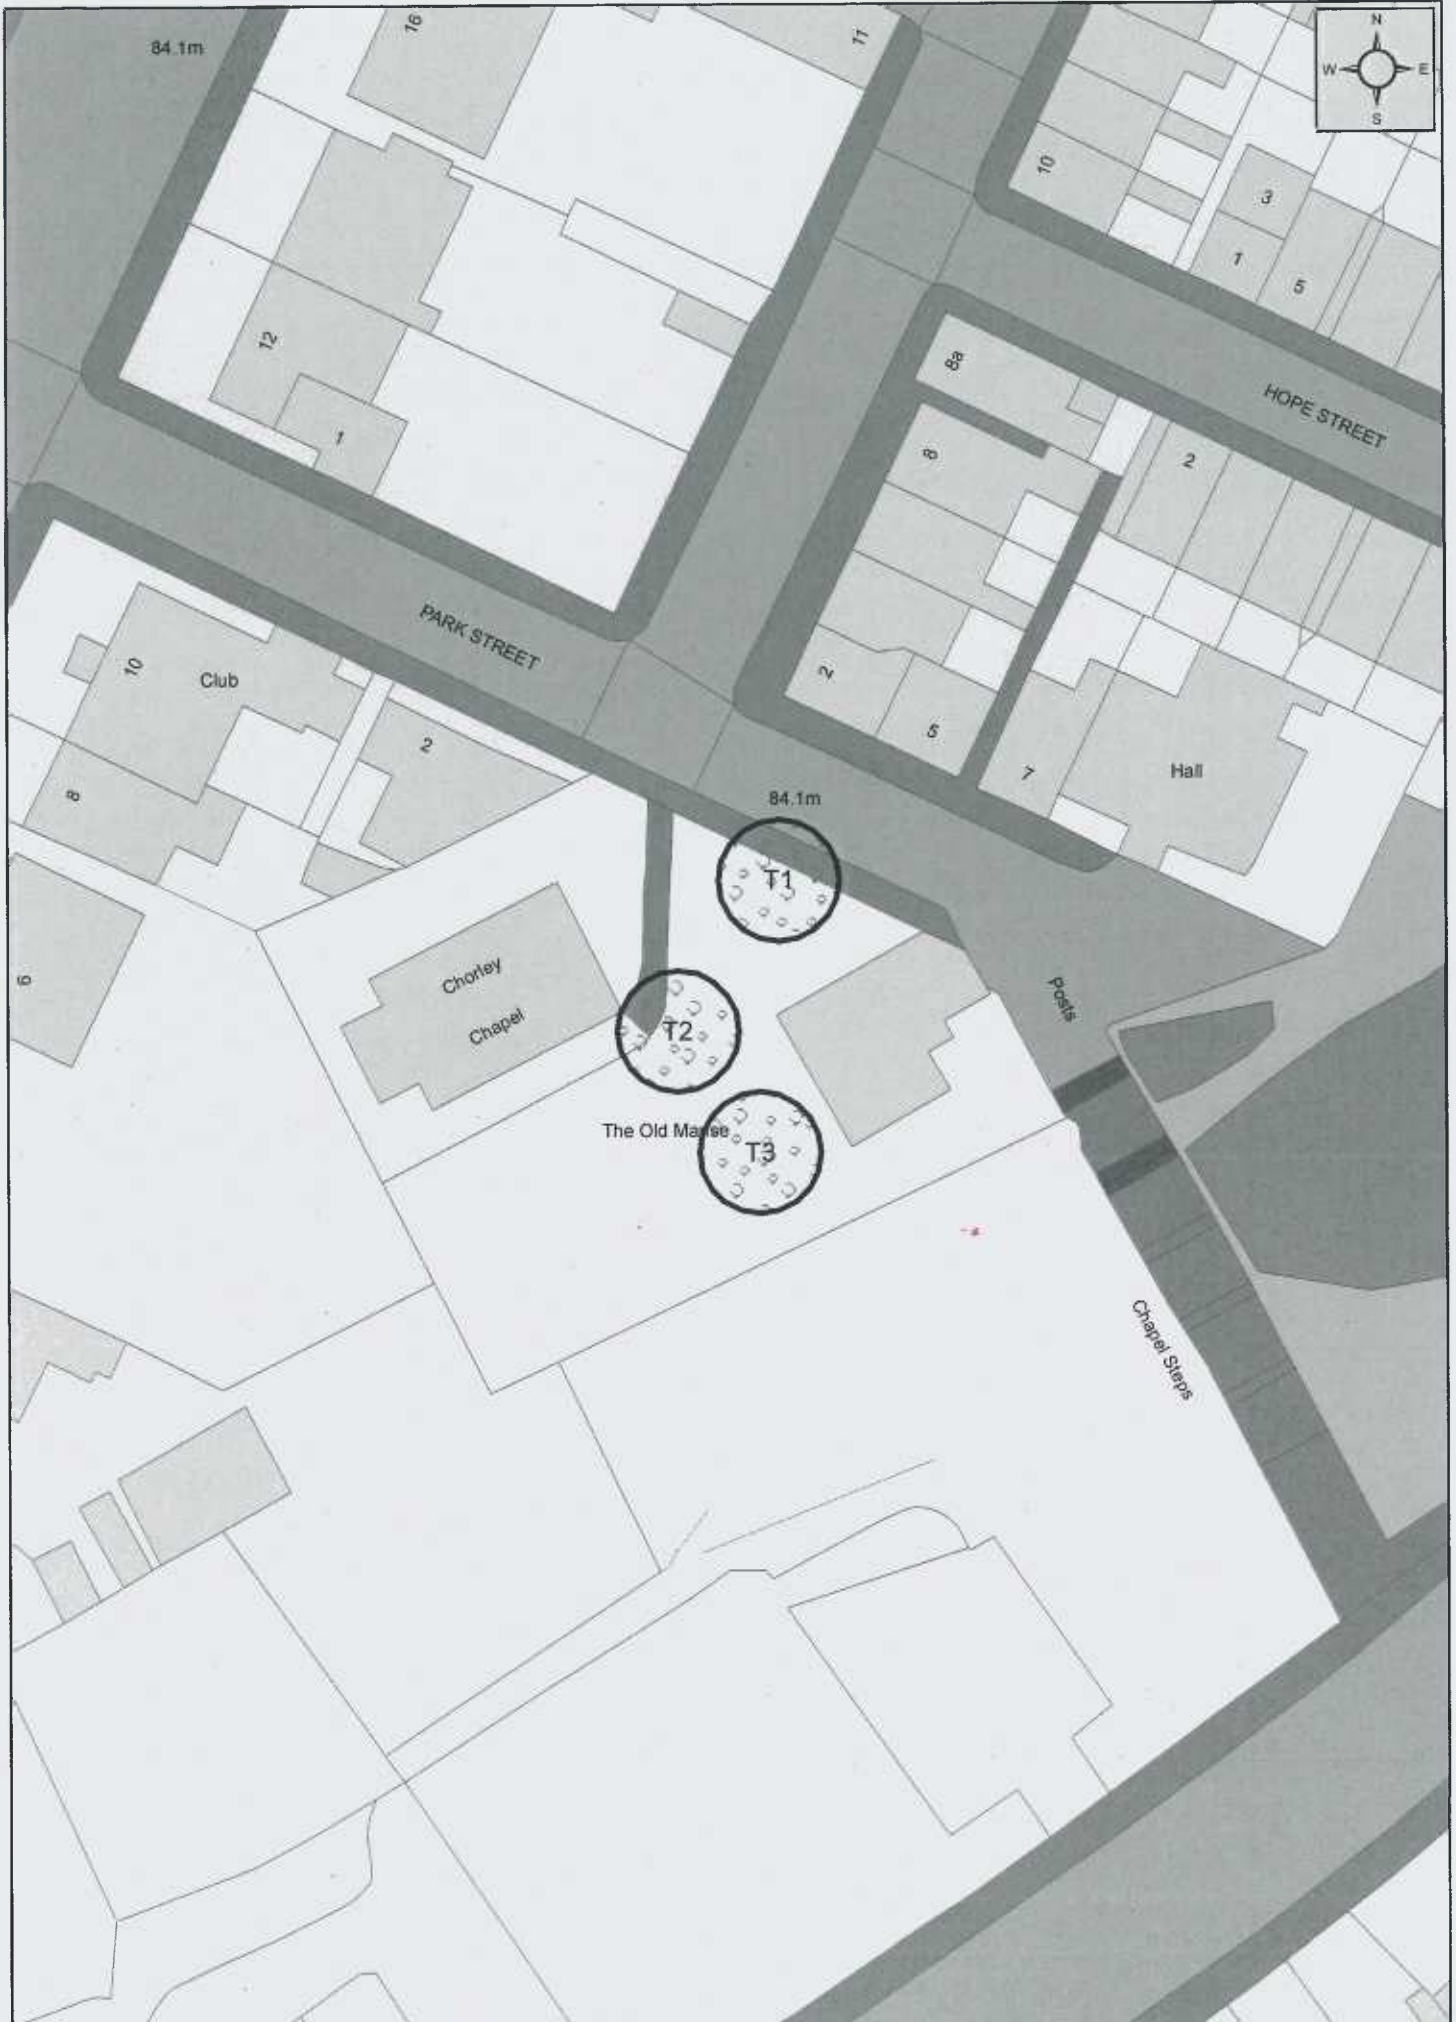 N
W E
S
84.1m
16
11
10
3
1
5
12
1
8a
HOPE STREET
8
2
PARK STREET
10
Club
2
2
5
7
Hall
8
84.1m
T1
6
Chorley
Chapel
Posts
T2
The Old Manse
T3
Chapel Steps